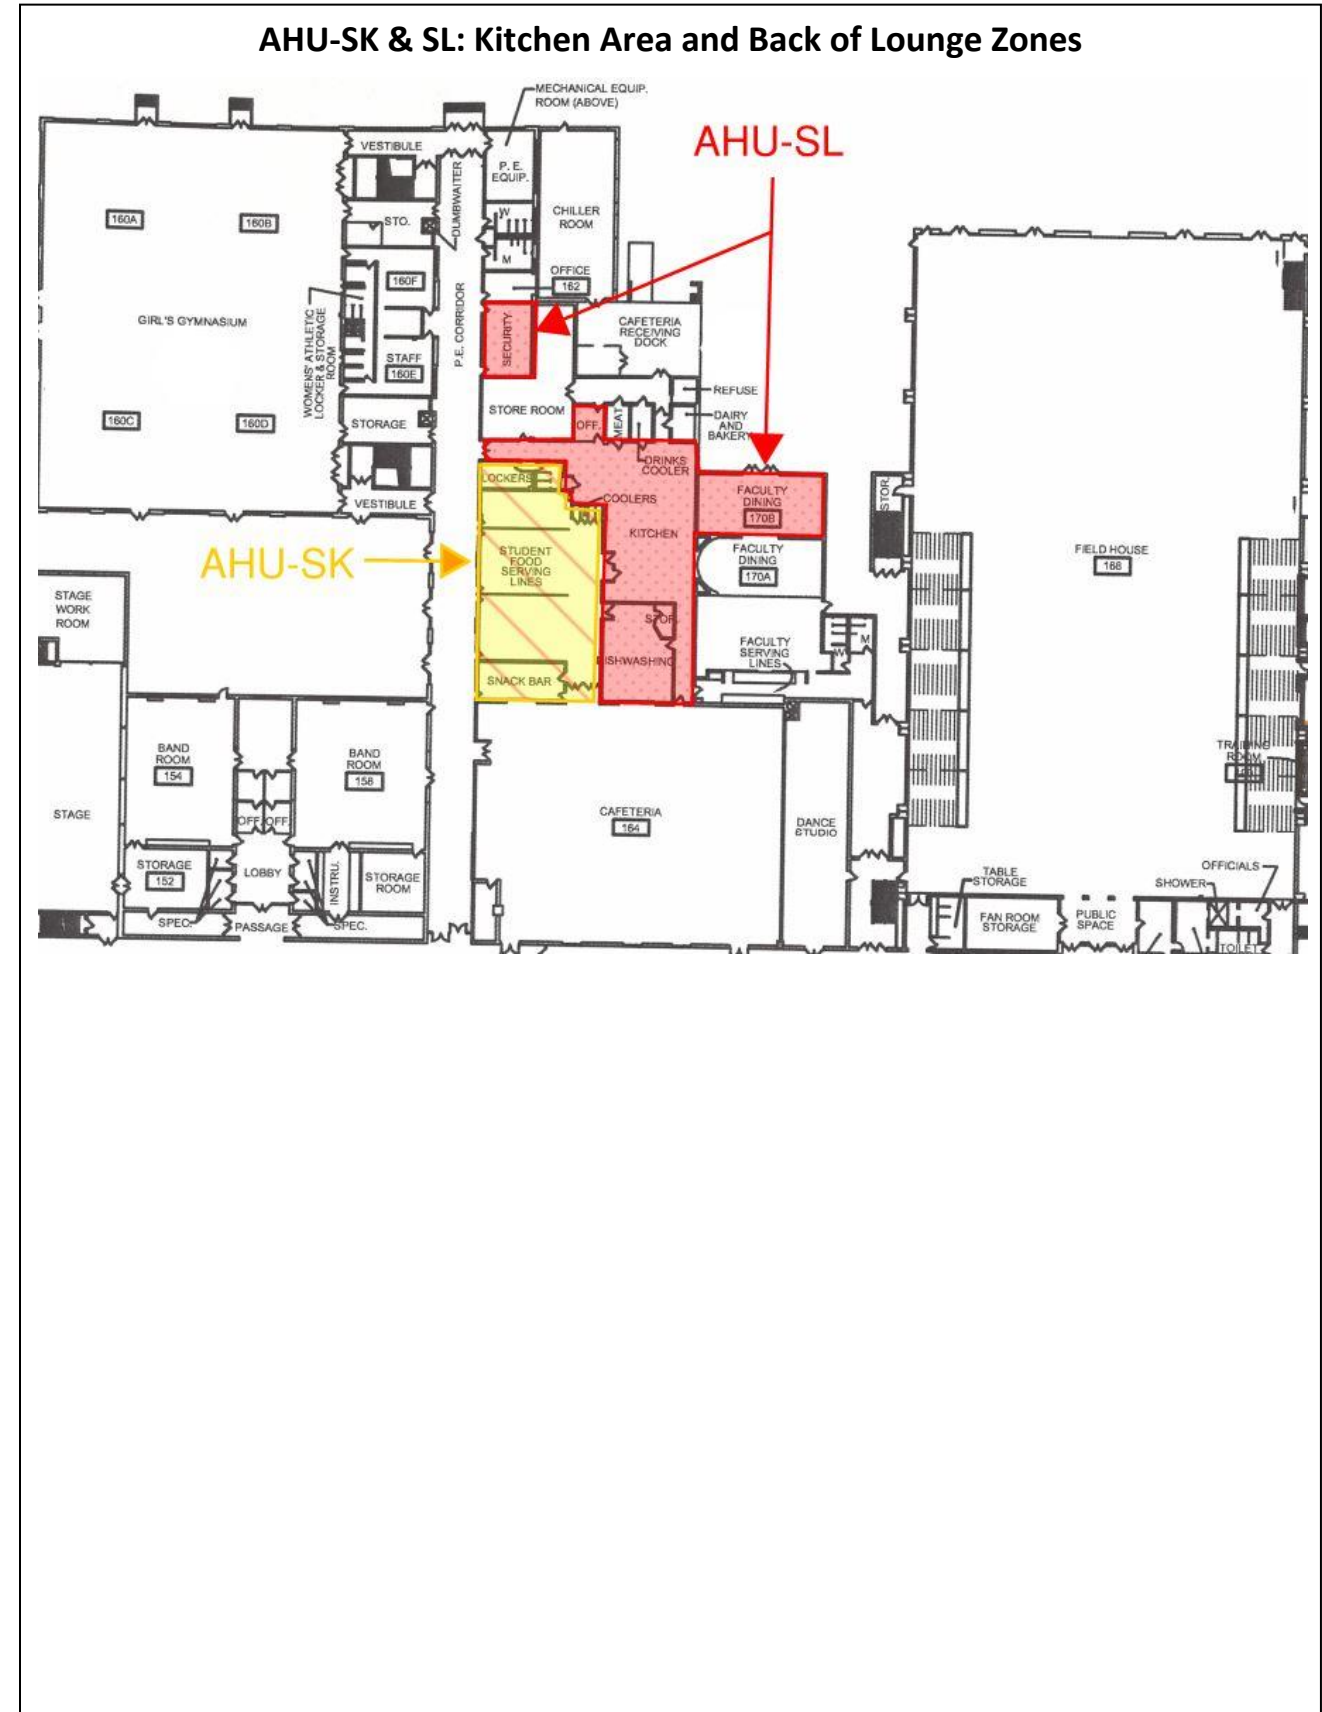 AHU-SK & SL: Kitchen Area and Back of Lounge Zones
MECHANICAL EQUIP.
ROOM (ABOVE)
AHU-SL
VESTIBULE
P. E.
EQUIP.
DUMBWAITER
160A
160B
STO.
W
M
CHILLER
ROOM
OFFICE
162
160F
GIRL'S GYMNASIUM
WOMENS' ATHLETIC
LOCKER & STORAGE
ROOM
P.E. CORRIDOR
SECURITY
CAFETERIA
RECEIVING
DOCK
STAFF
160E
REFUSE
160C
160D
STORAGE
STORE ROOM
OFF.
MEAT
DAIRY
AND
BAKERY
DRINKS
COOLER
LOCKERS
COOLERS
FACULTY
DINING
170B
STOR.
VESTIBULE
KITCHEN
AHU-SK
STUDENT
FOOD
SERVING
LINES
FACULTY
DINING
170A
FIELD HOUSE
168
STAGE
WORK
ROOM
STOR.
FACULTY
SERVING
LINES
W
M
DISHWASHING
SNACK BAR
BAND
ROOM
154
BAND
ROOM
158
TRAINING
ROOM
STAGE
OFF.
OFF.
CAFETERIA
164
DANCE
STUDIO
STORAGE
152
LOBBY
INSTRU.
STORAGE
ROOM
TABLE
STORAGE
SHOWER
OFFICIALS
SPEC.
PASSAGE
SPEC.
FAN ROOM
STORAGE
PUBLIC
SPACE
TOILET